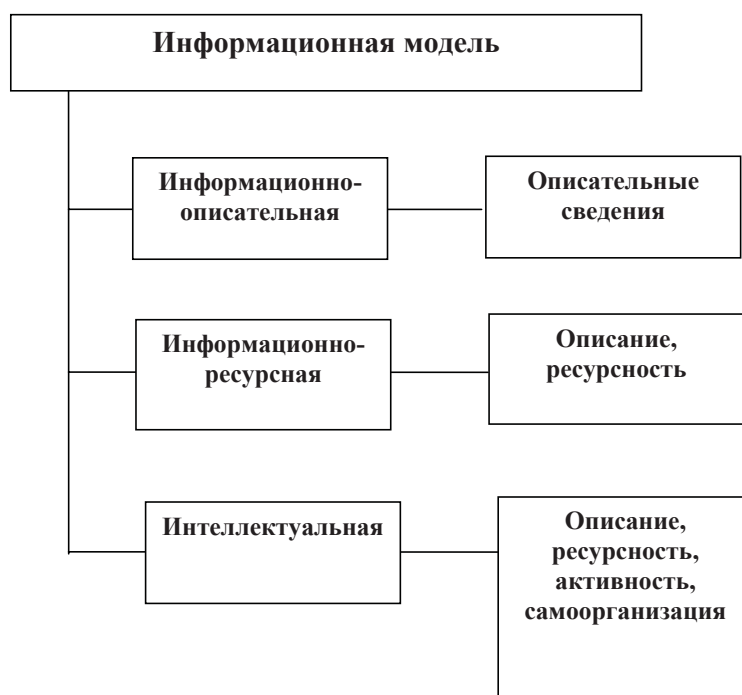 Информационная модель
Информационно-
описательная
Описательные
сведения
Информационно-
ресурсная
Описание,
ресурсность
Интеллектуальная
Описание,
ресурсность,
активность,
самоорганизация